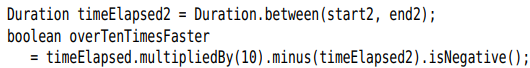 Duration timeElapsed2 = Duration.between(start2, end2);
boolean overTenTimesFaster
= timeElapsed.multipliedBy(10).minus(timeElapsed2).isNegative();